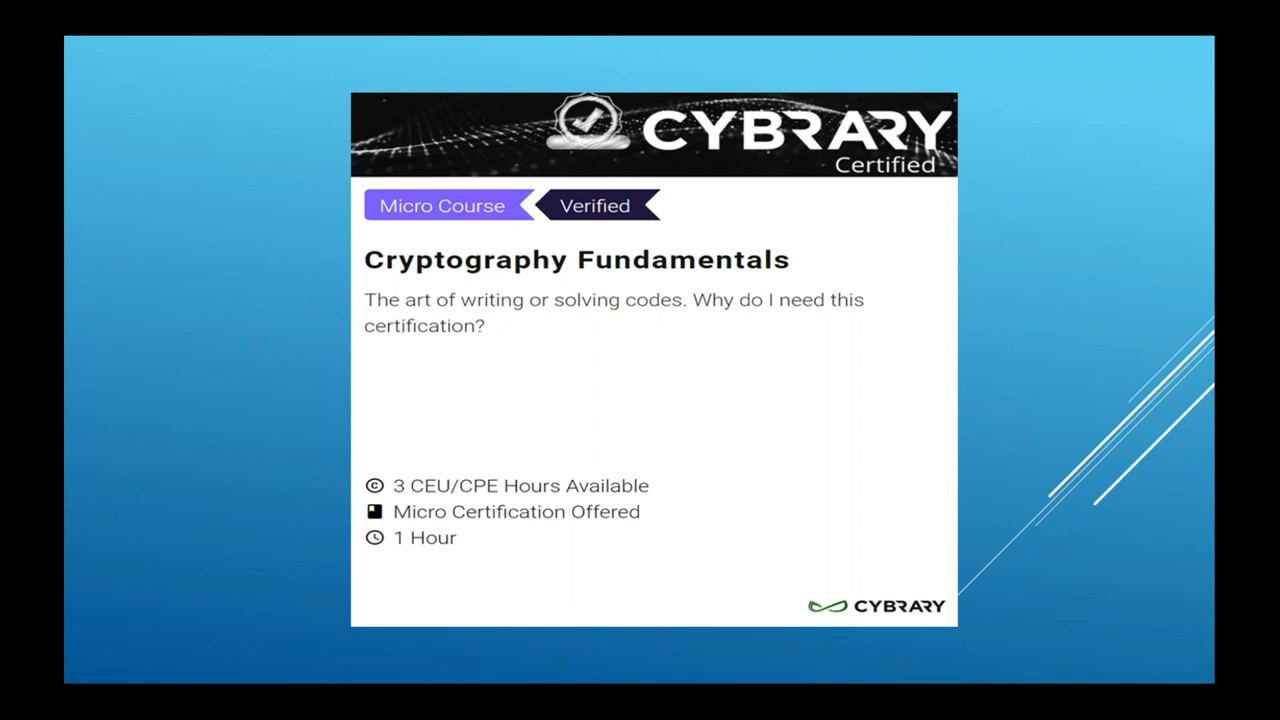 CYBRARY
Certified
Micro Course
Verified
Cryptography Fundamentals
The art of writing or solving codes. Why do I need this
certification?
3 CEU/CPE Hours Available
Micro Certification Offered
1 Hour
CYBRARY